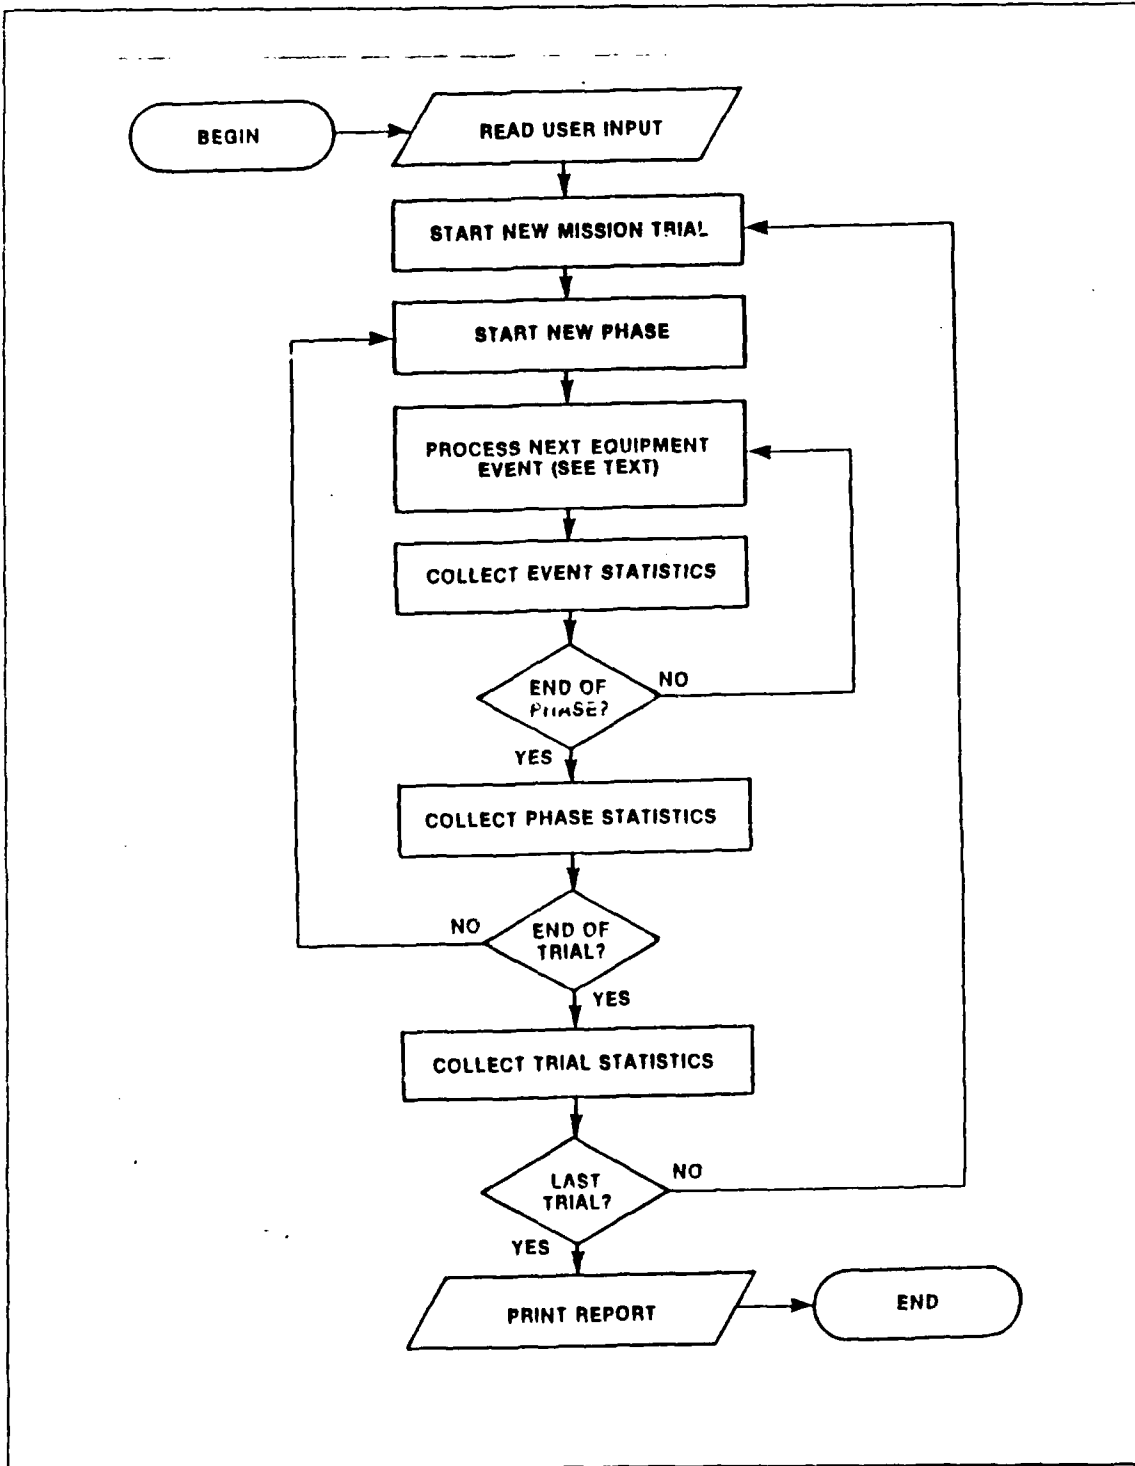 BEGIN
READ USER INPUT
START NEW MISSION TRIAL
START NEW PHASE
PROCESS NEXT EQUIPMENT
EVENT (SEE TEXT)
COLLECT EVENT STATISTICS
END OF
PHASE?
NO
YES
COLLECT PHASE STATISTICS
NO
END OF
TRIAL?
YES
COLLECT TRIAL STATISTICS
LAST
TRIAL?
NO
YES
PRINT REPORT
END